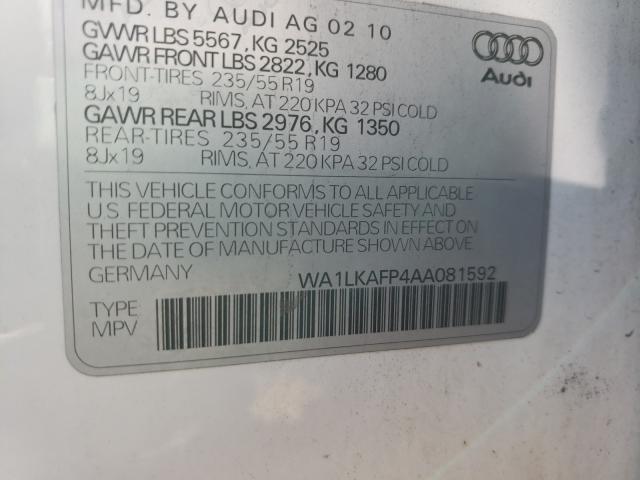 MFD. BY AUDI AG 02 10
GVWR LBS 5567, KG 2525
GAWR FRONT LBS 2822, KG 1280
FRONT-TIRES 235/55 R19
8Jx19 RIMS, AT 220 KPA 32 PSI COLD
GAWR REAR LBS 2976, KG 1350
REAR-TIRES 235/55 R19
8Jx19 RIMS, AT 220 KPA 32 PSI COLD
Audi
THIS VEHICLE CONFORMS TO ALL APPLICABLE
U.S. FEDERAL MOTOR VEHICLE SAFETY AND
THEFT PREVENTION STANDARDS IN EFFECT ON
THE DATE OF MANUFACTURE SHOWN ABOVE.
GERMANY WA1LKAFP4AA081592
TYPE
MPV